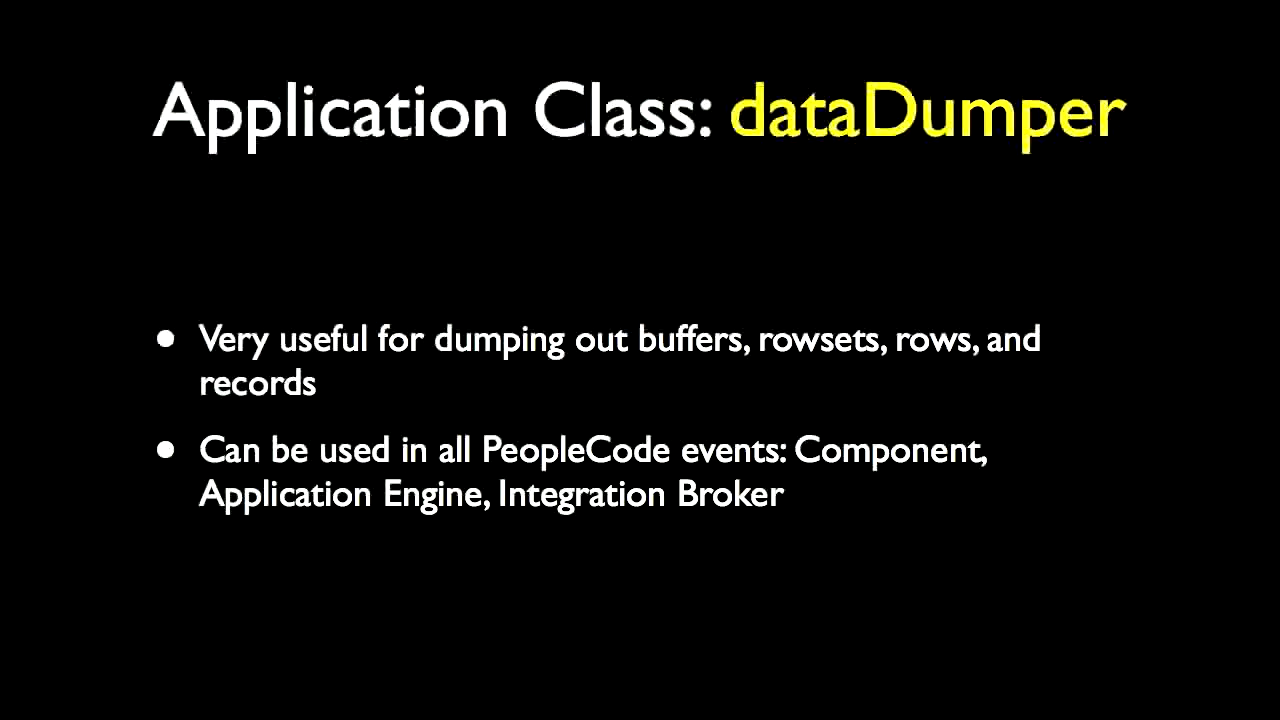 Application Class: dataDumper
• Very useful for dumping out buffers, rowsets, rows, and
records
• Can be used in all PeopleCode events: Component,
Application Engine, Integration Broker